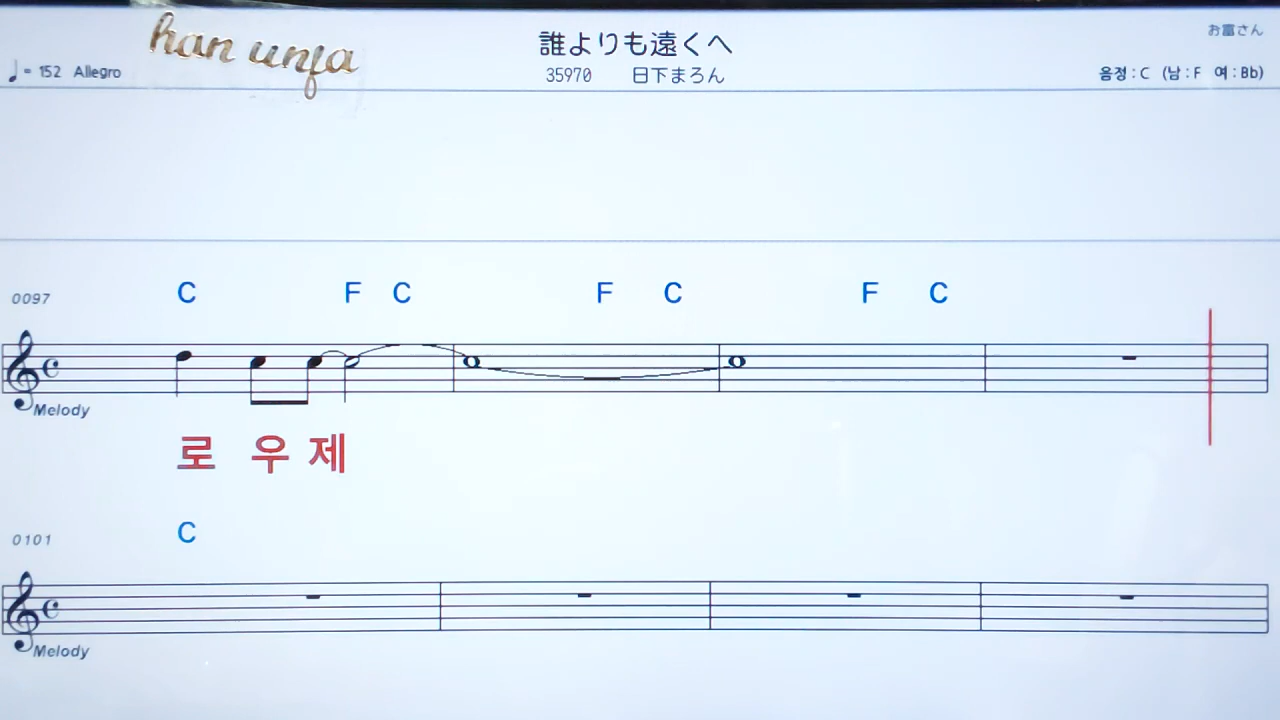 han unja
誰よりも遠くへ
お富さん
♩= 152 Allegro
35970 日下まろん
음정 : C (남 : F 여 : Bb)
C F C F C F C
0097
Melody
로 우 제
C
0101
Melody